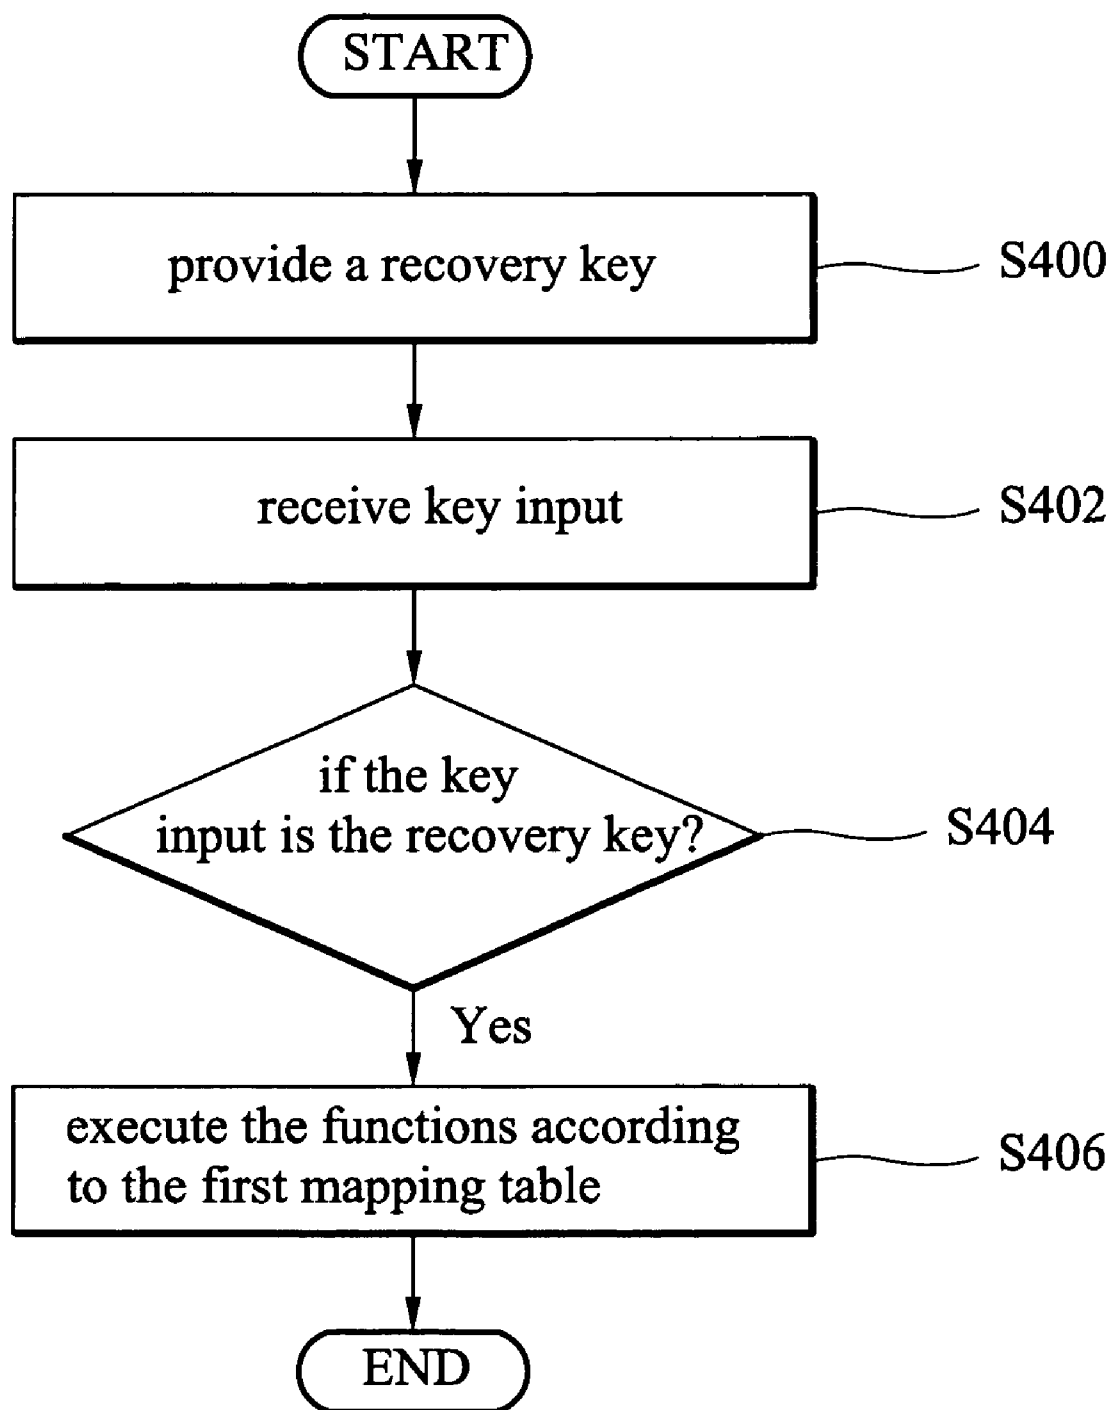 START
provide a recovery key
S400
receive key input
S402
if the key
input is the recovery key?
S404
Yes
execute the functions according
to the first mapping table
S406
END